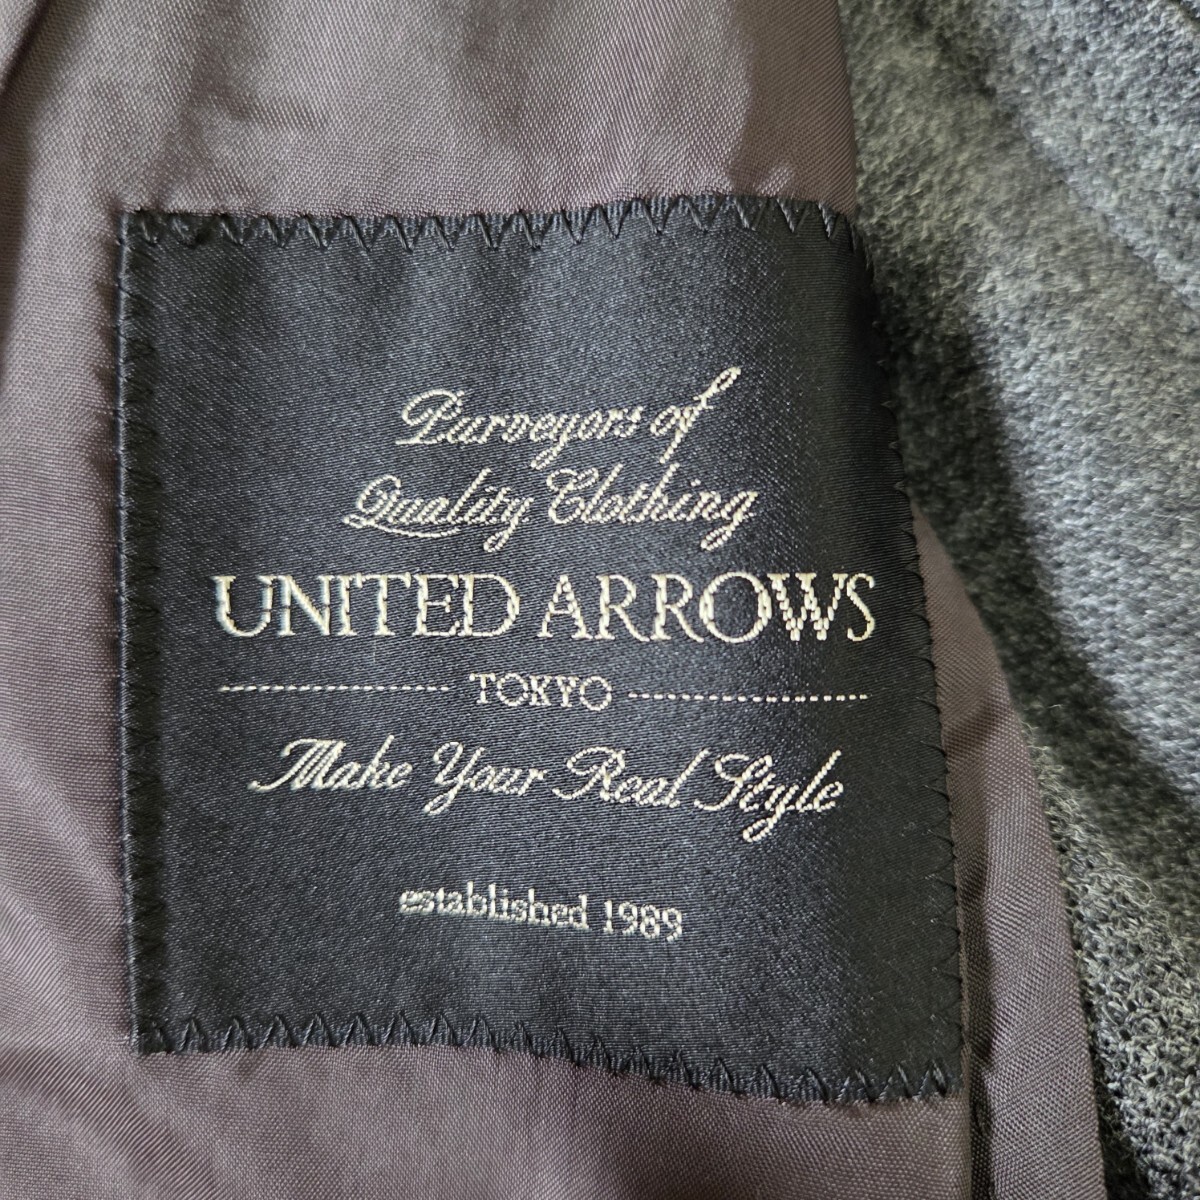 Purveyors of
Quality Clothing
UNITED ARROWS
TOKYO
Make Your Real Style
established 1989